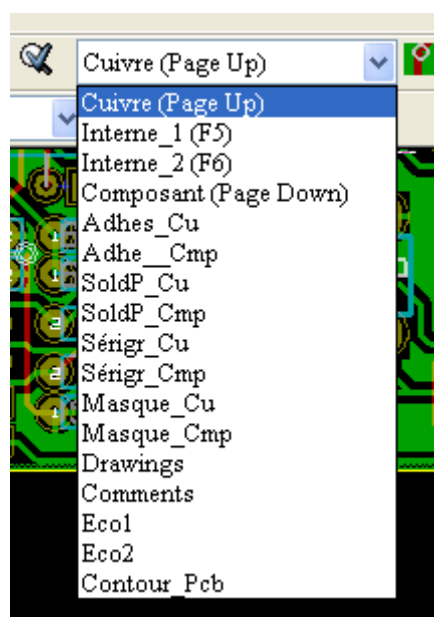 Cuivre (Page Up)
Cuivre (Page Up)
Interne_1 (F5)
Interne_2 (F6)
Composant (Page Down)
Adhes_Cu
Adhe__Cmp
SoldP_Cu
SoldP_Cmp
Sérigr_Cu
Sérigr_Cmp
Masque_Cu
Masque_Cmp
Drawings
Comments
Eco1
Eco2
Contour_Pcb